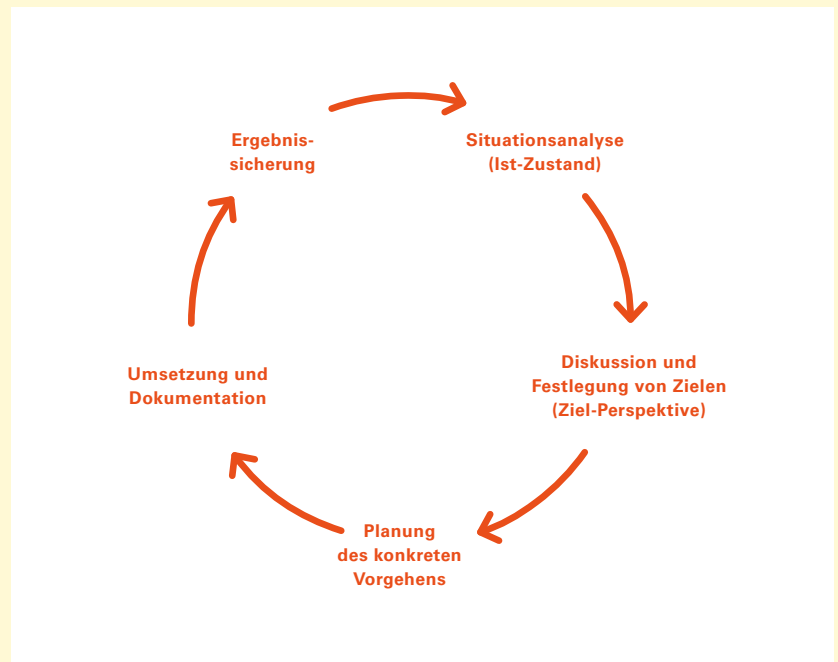 Ergebnis-
sicherung
Situationsanalyse
(Ist-Zustand)
Diskussion und
Festlegung von Zielen
(Ziel-Perspektive)
Planung
des konkreten
Vorgehens
Umsetzung und
Dokumentation